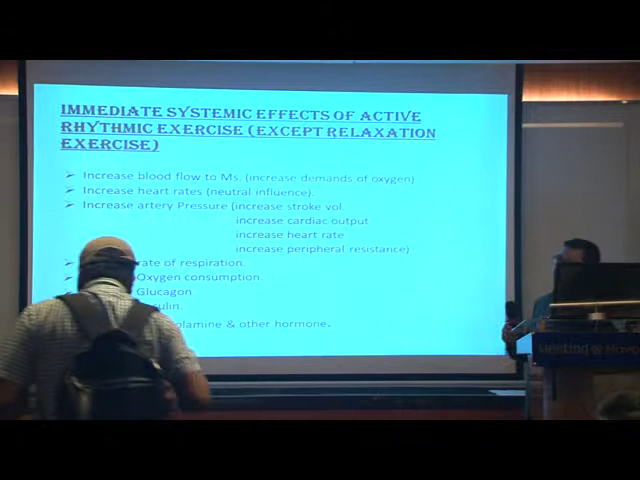 IMMEDIATE SYSTEMIC EFFECTS OF ACTIVE
RHYTHMIC EXERCISE (EXCEPT RELAXATION
EXERCISE)
➢ Increase blood flow to Ms. (increase demands of oxygen)
➢ Increase heart rates (neutral influence).
➢ Increase artery Pressure (increase stroke vol.
increase cardiac output
increase heart rate
increase peripheral resistance)
rate of respiration.
Oxygen consumption.
Glucagon
& other hormone.